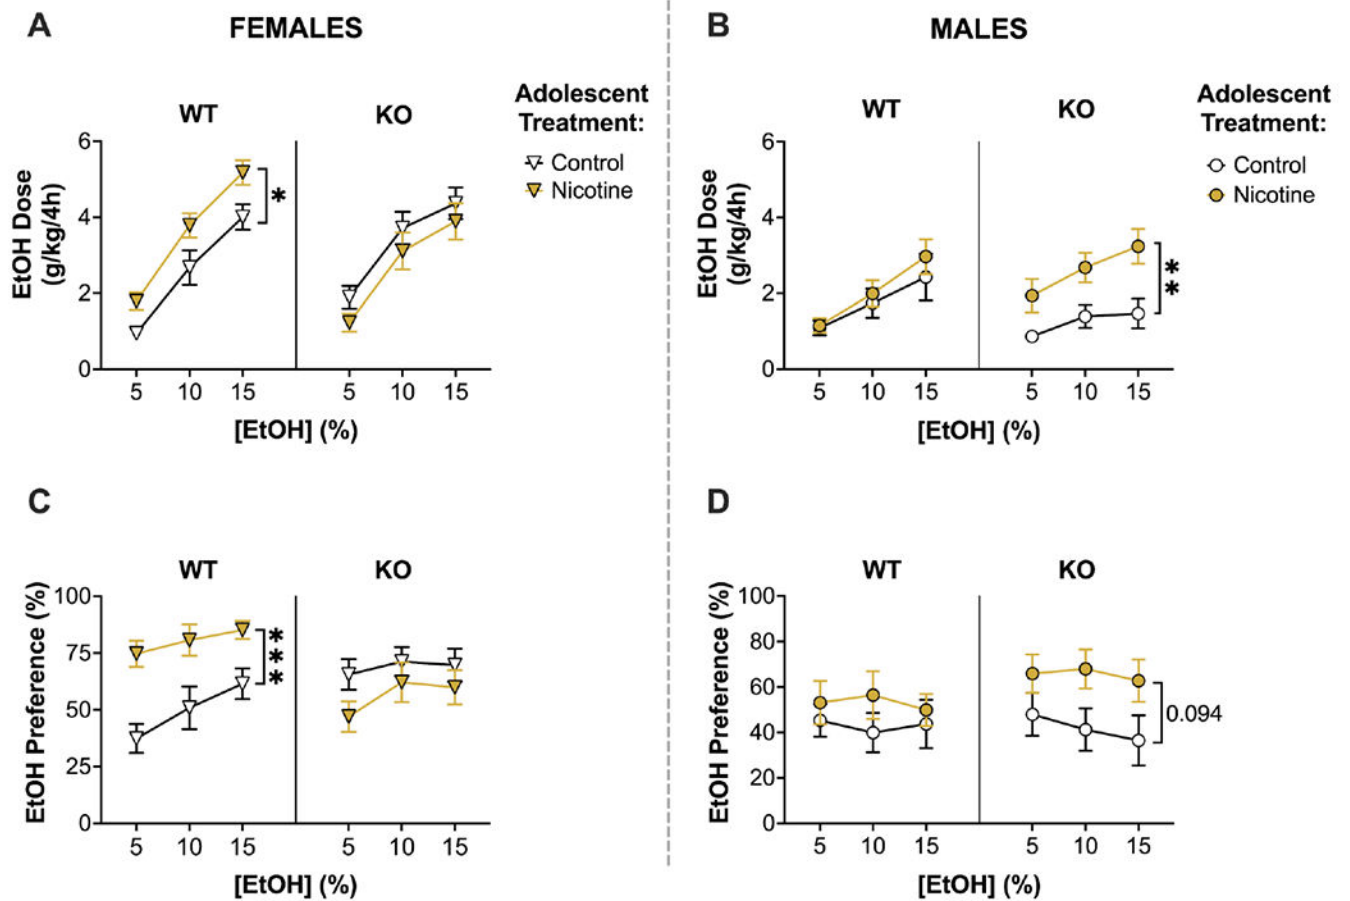 A
FEMALES
WT
KO
Adolescent
Treatment:
Control
Nicotine
EtOH Dose
(g/kg/4h)
6
4
2
0
*
5 10 15
5 10 15
[EtOH] (%)
B
MALES
WT
KO
Adolescent
Treatment:
Control
Nicotine
EtOH Dose
(g/kg/4h)
6
4
2
0
**
5 10 15
5 10 15
[EtOH] (%)
C
WT
KO
EtOH Preference (%)
100
75
50
25
0
***
5 10 15
5 10 15
[EtOH] (%)
D
WT
KO
EtOH Preference (%)
100
80
60
40
20
0
0.094
5 10 15
5 10 15
[EtOH] (%)